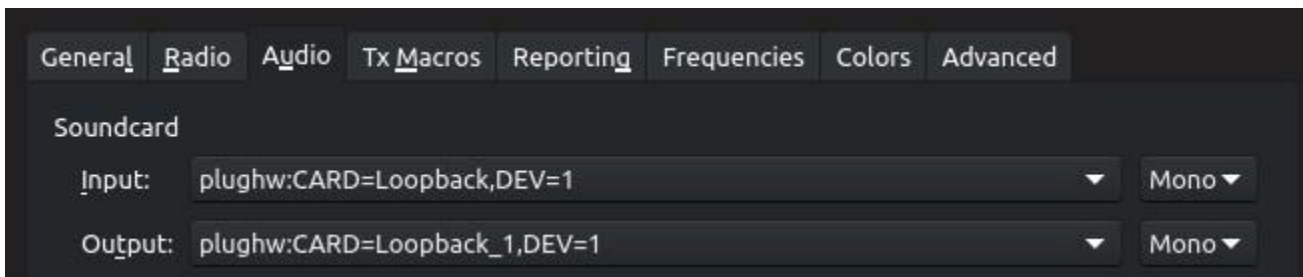 General Radio Audio Tx Macros Reporting Frequencies Colors Advanced
Soundcard
Input: plughw:CARD=Loopback,DEV=1 Mono
Output: plughw:CARD=Loopback_1,DEV=1 Mono